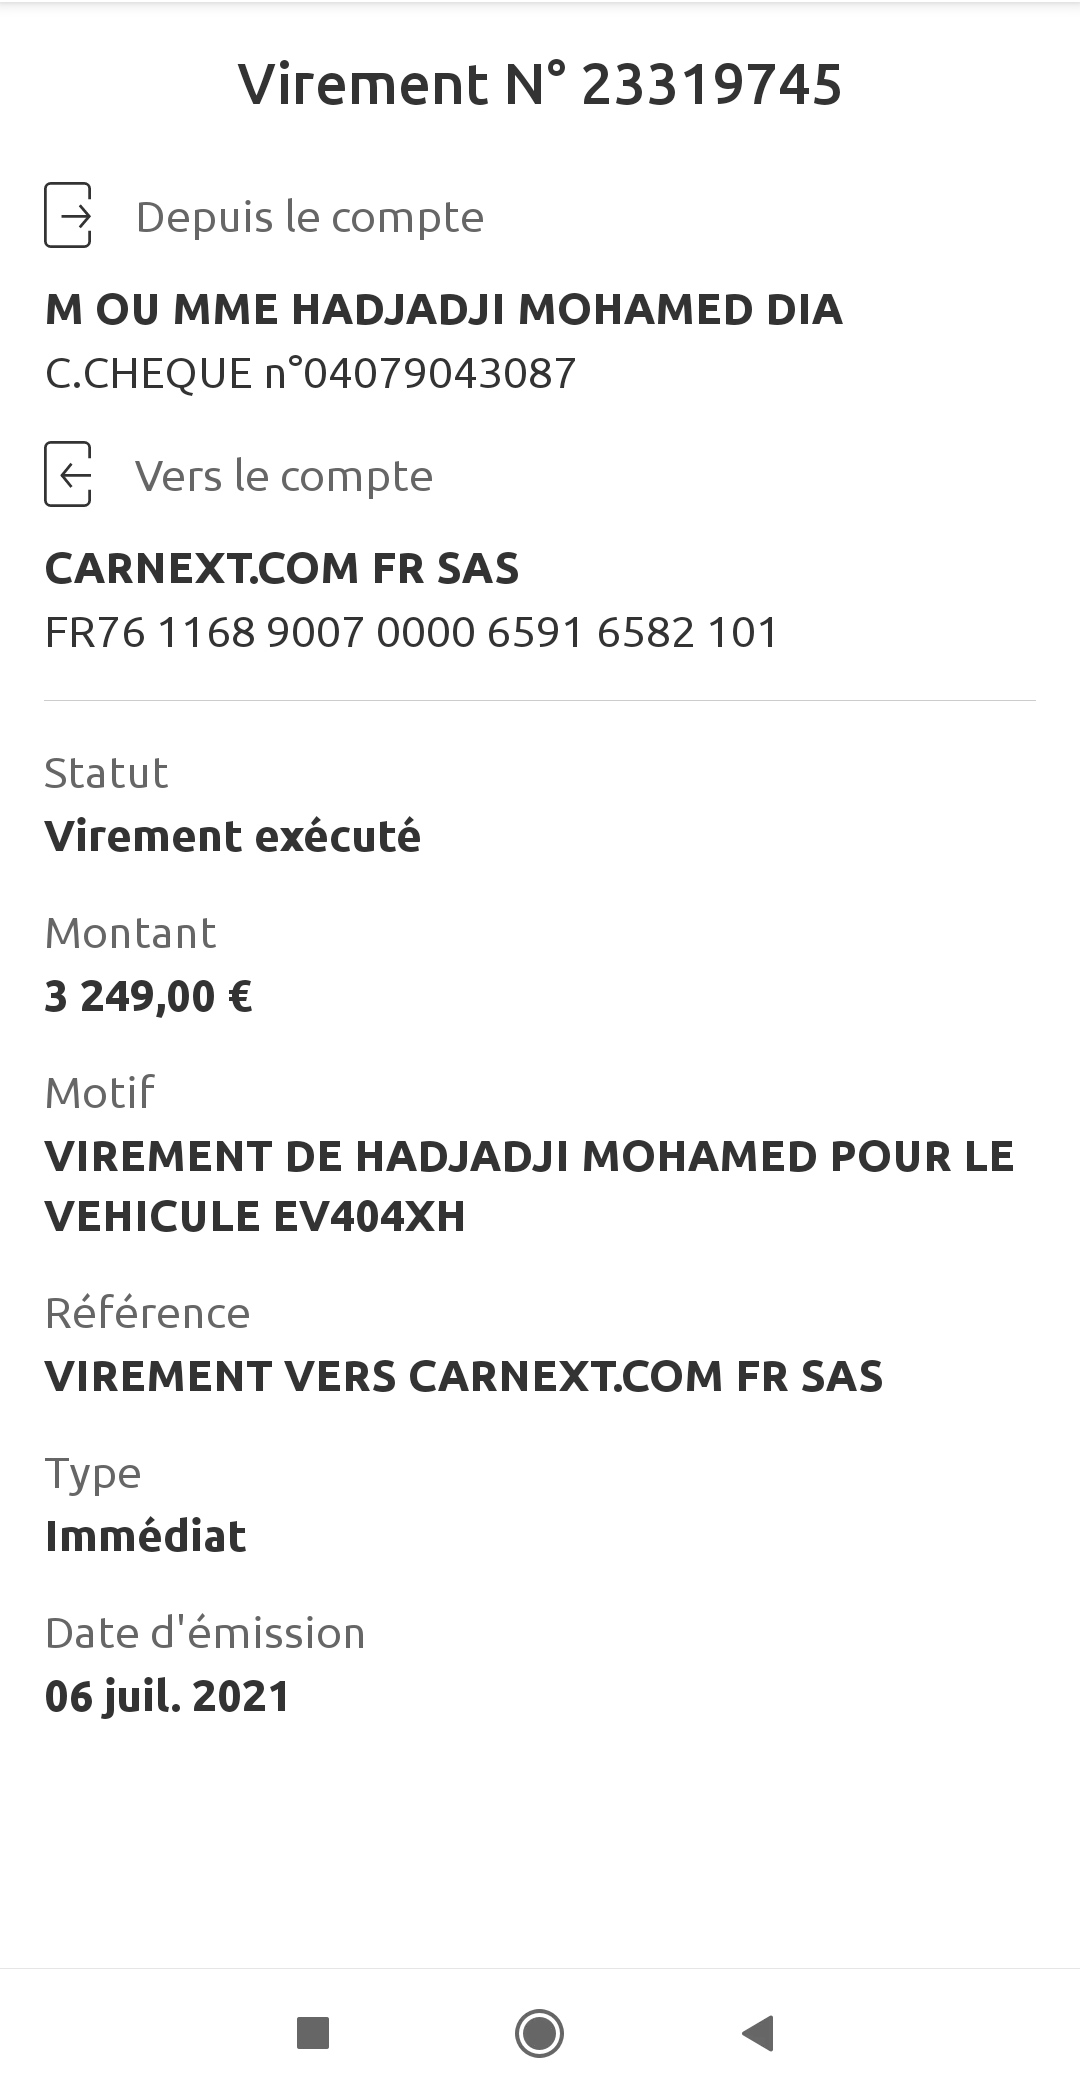 Virement N° 23319745
Depuis le compte
M OU MME HADJADJI MOHAMED DIA
C.CHEQUE n°04079043087
Vers le compte
CARNEXT.COM FR SAS
FR76 1168 9007 0000 6591 6582 101
Statut
Virement exécuté
Montant
3 249,00 €
Motif
VIREMENT DE HADJADJI MOHAMED POUR LE
VEHICULE EV404XH
Référence
VIREMENT VERS CARNEXT.COM FR SAS
Type
Immédiat
Date d'émission
06 juil. 2021